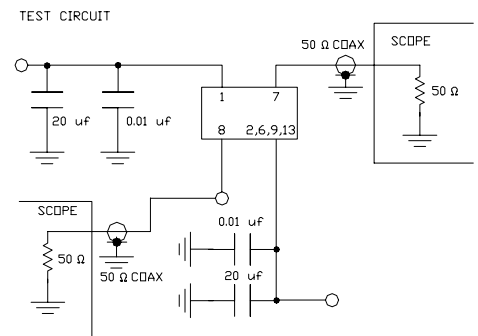 TEST CIRCUIT
50 Ω COAX
SCOPE
50 Ω
20 uf
0.01 uf
1
7
8
2,6,9,13
SCOPE
50 Ω
50 Ω COAX
0.01 uf
20 uf